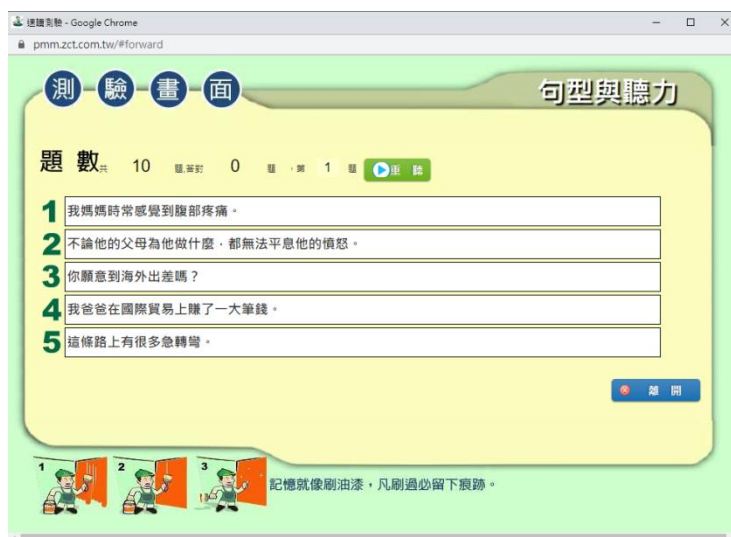 速讀測驗 - Google Chrome
pmm.zct.com.tw/#forward
測 驗 畫 面
句型與聽力
題 數共 10 題,答對 0 題 ,第 1 題 重 聽
1 我媽媽時常感覺到腹部疼痛。
2 不論他的父母為他做什麼,都無法平息他的憤怒。
3 你願意到海外出差嗎?
4 我爸爸在國際貿易上賺了一大筆錢。
5 這條路上有很多急轉彎。
離 開
1 2 3
記憶就像刷油漆,凡刷過必留下痕跡。